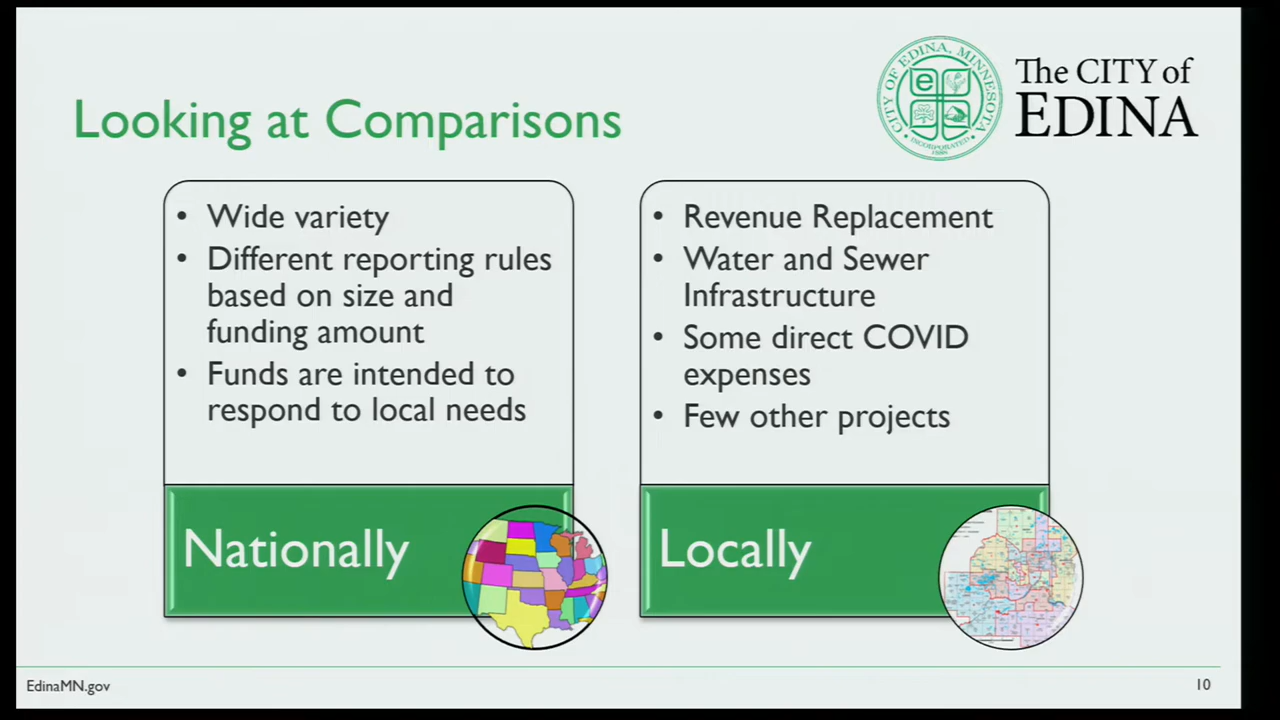 Looking at Comparisons
CITY OF EDINA, MINNESOTA
e
INCORPORATED
1888
The CITY of
EDINA
• Wide variety
• Different reporting rules
based on size and
funding amount
• Funds are intended to
respond to local needs
Nationally
• Revenue Replacement
• Water and Sewer
Infrastructure
• Some direct COVID
expenses
• Few other projects
Locally
EdinaMN.gov
10